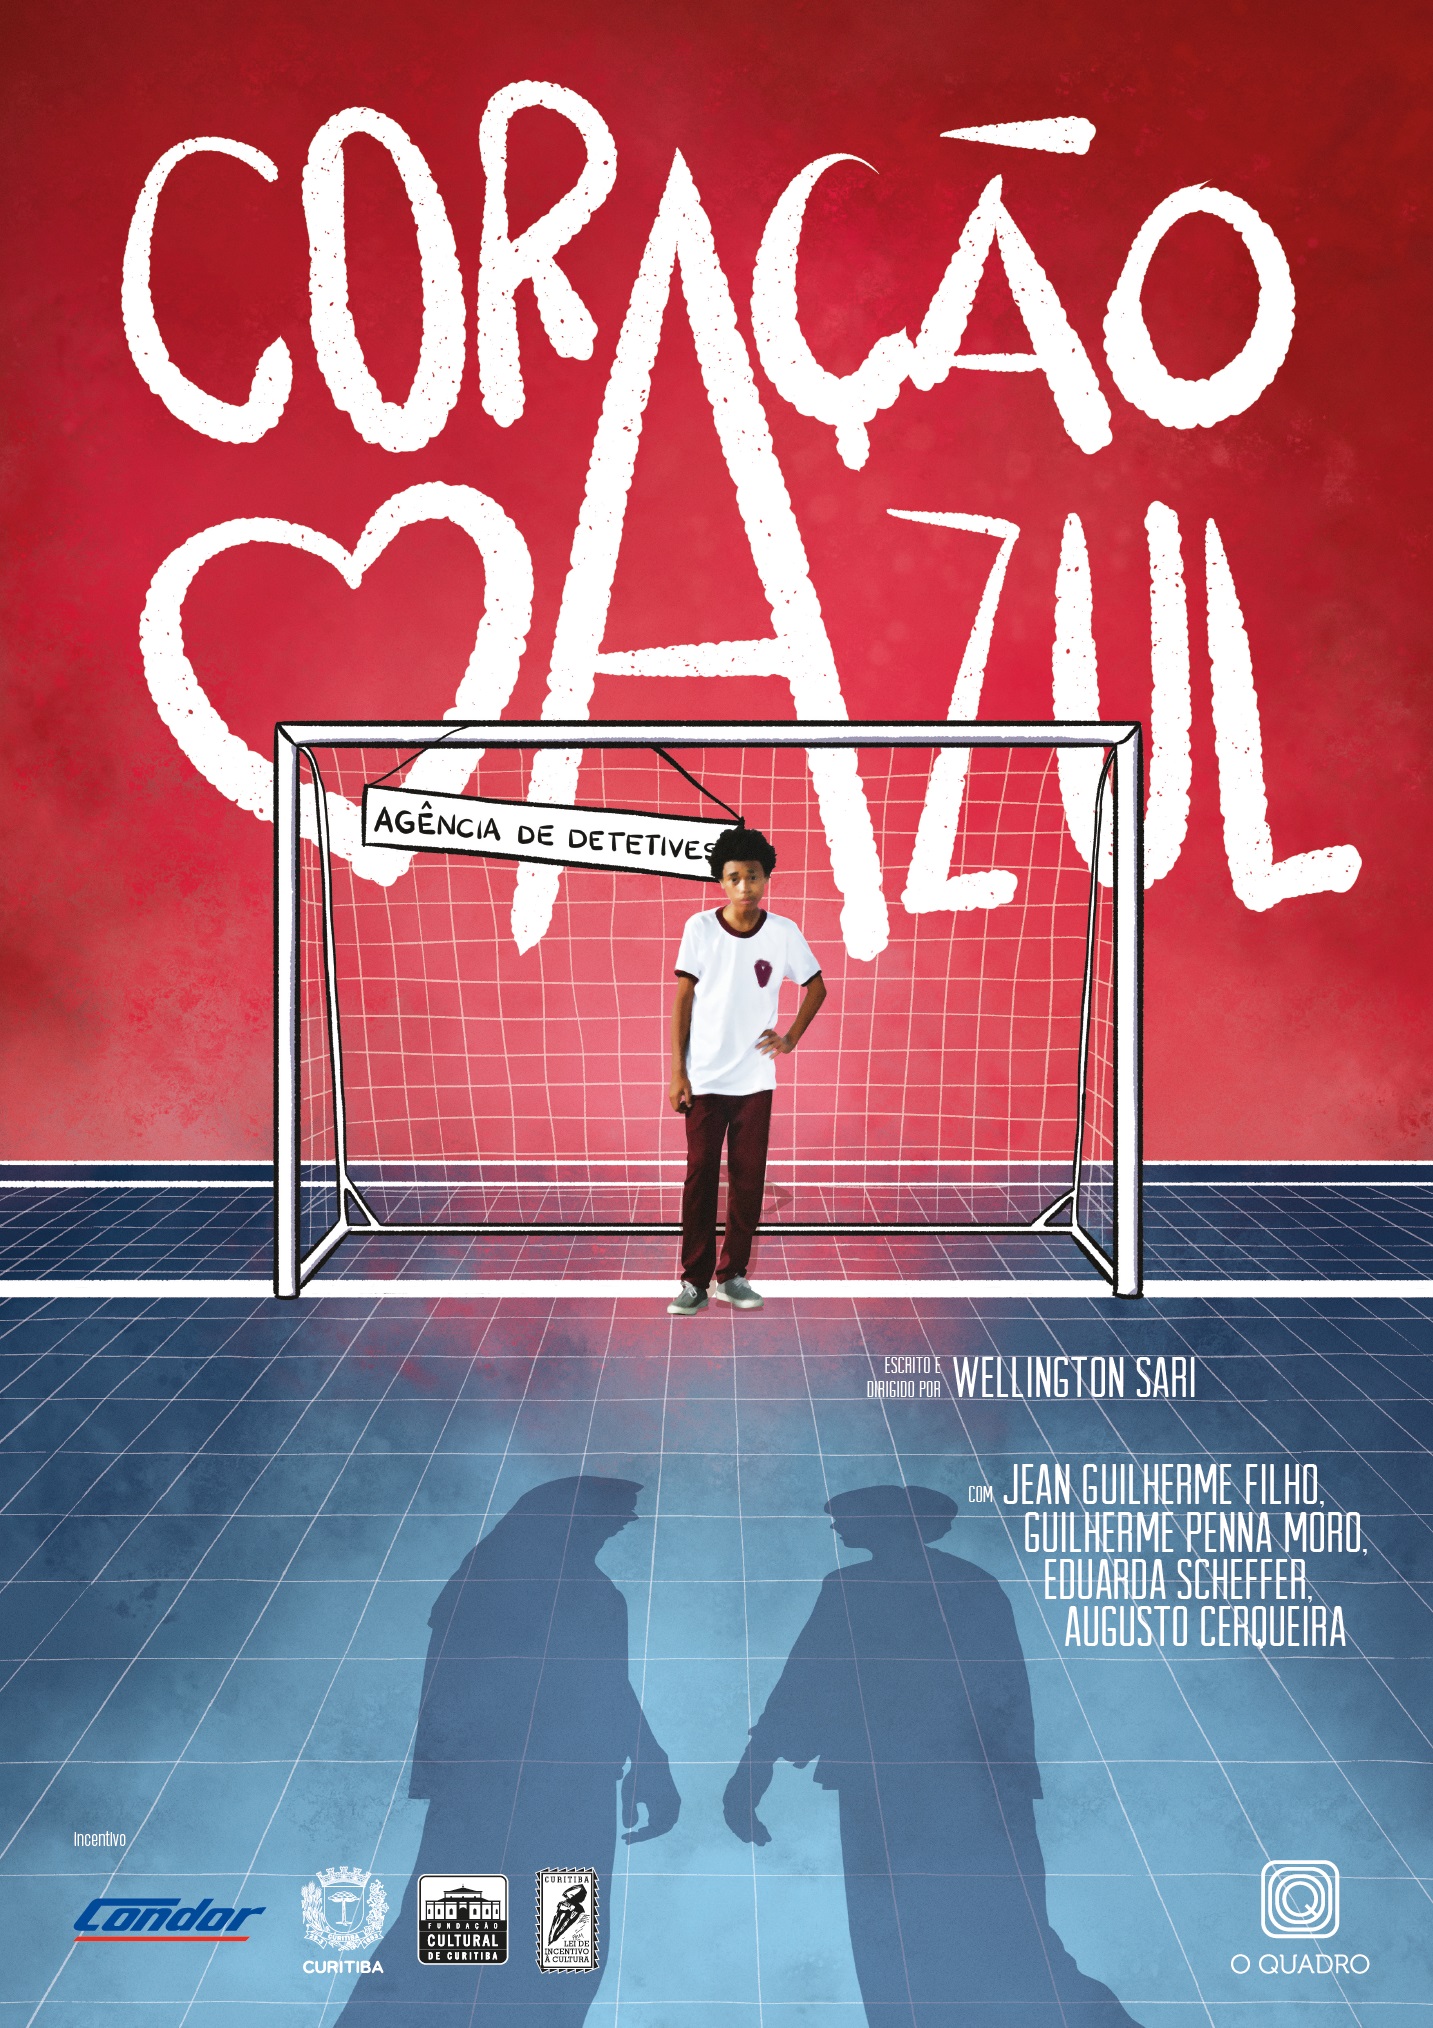 CORAÇÃO
AZUL
AGÊNCIA DE DETETIVES
ESCRITO E
DIRIGIDO POR WELLINGTON SARI
COM JEAN GUILHERME FILHO,
GUILHERME PENNA MORO,
EDUARDA SCHEFFER,
AUGUSTO CERQUEIRA
Incentivo
Condor
CURITIBA
CURITIBA
FUNDAÇÃO
CULTURAL
DE CURITIBA
CURITIBA
LEI DE
INCENTIVO
À CULTURA
Q
O QUADRO